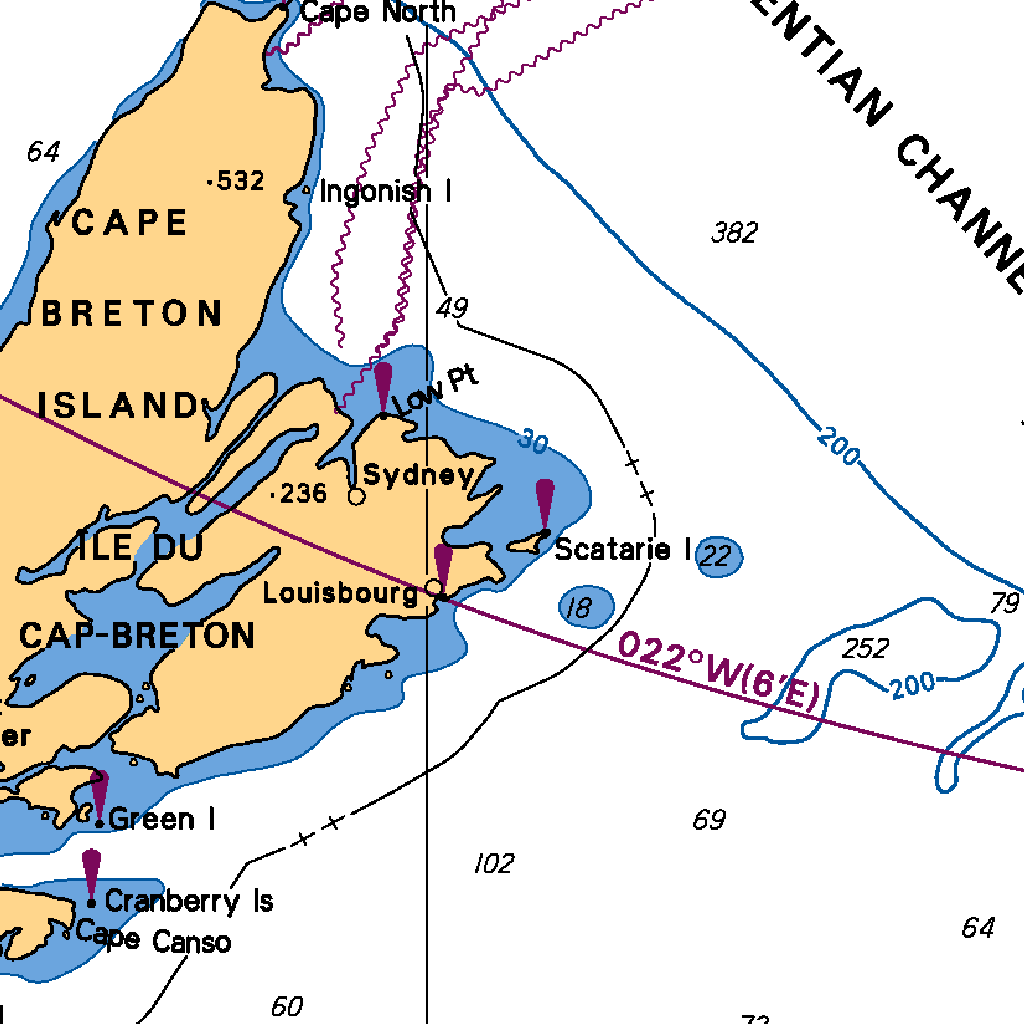 Cape North
ENTIAN CHANNE
64
532
Ingonish I
CAPE
382
BRETON
49
ISLAND
Low Pt
30
200
Sydney
236
ÎLE DU
Scatarie I
22
Louisbourg
18
79
CAP-BRETON
252
022°W(6'E)
200
er
Green I
69
102
Cranberry Is
Cape Canso
64
60